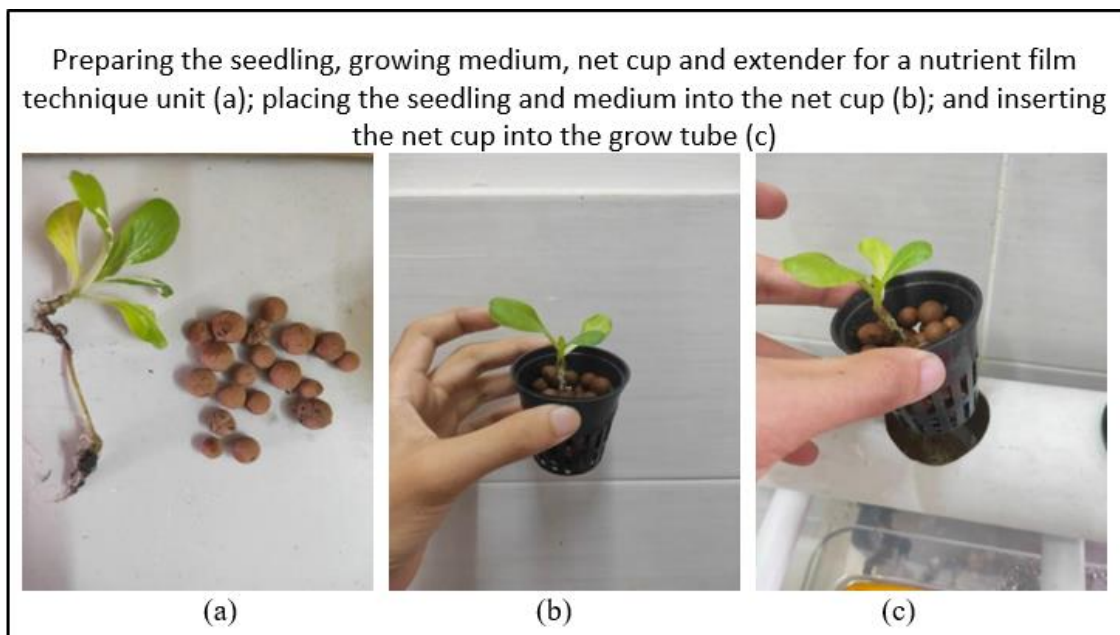 Preparing the seedling, growing medium, net cup and extender for a nutrient film
technique unit (a); placing the seedling and medium into the net cup (b); and inserting
the net cup into the grow tube (c)
(a)
(b)
(c)